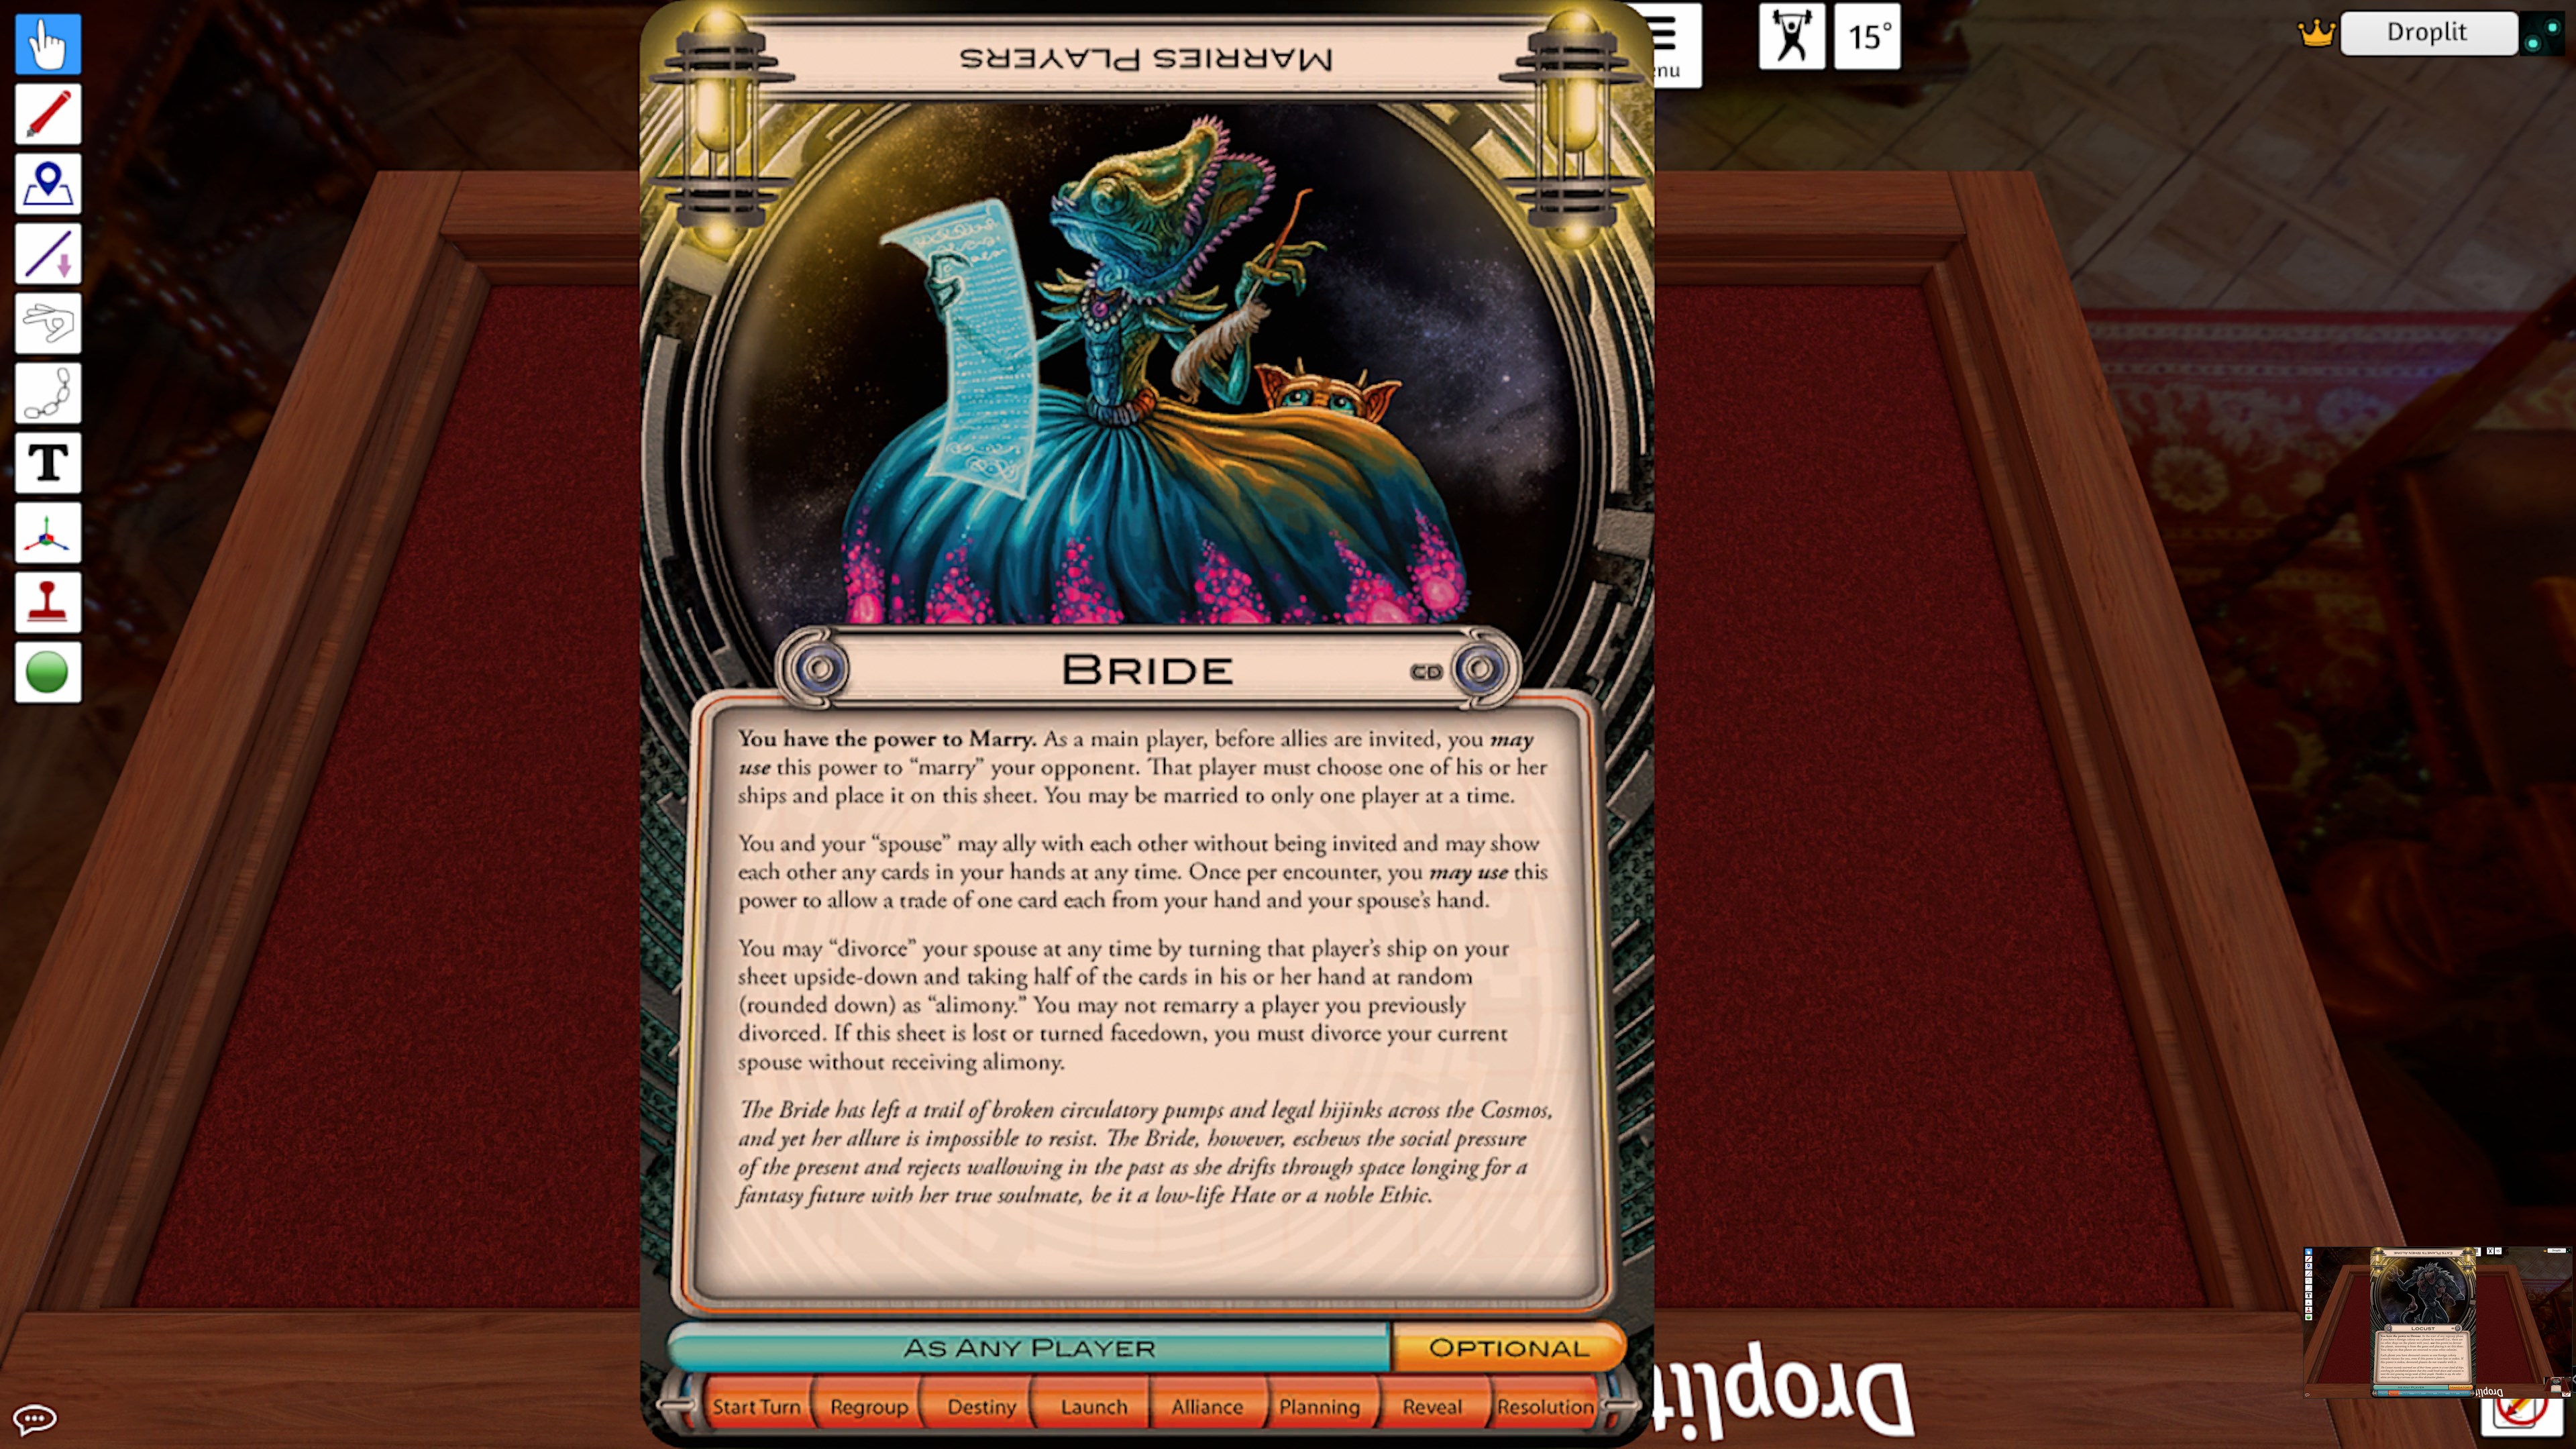 MARRIES PLAYERS
nu
15°
Droplit
T
BRIDE
CD
You have the power to Marry. As a main player, before allies are invited, you may
use this power to “marry” your opponent. That player must choose one of his or her
ships and place it on this sheet. You may be married to only one player at a time.
You and your “spouse” may ally with each other without being invited and may show
each other any cards in your hands at any time. Once per encounter, you may use this
power to allow a trade of one card each from your hand and your spouse’s hand.
You may “divorce” your spouse at any time by turning that player’s ship on your
sheet upside-down and taking half of the cards in his or her hand at random
(rounded down) as “alimony.” You may not remarry a player you previously
divorced. If this sheet is lost or turned facedown, you must divorce your current
spouse without receiving alimony.
The Bride has left a trail of broken circulatory pumps and legal hijinks across the Cosmos,
and yet her allure is impossible to resist. The Bride, however, eschews the social pressure
of the present and rejects wallowing in the past as she drifts through space longing for a
fantasy future with her true soulmate, be it a low-life Hate or a noble Ethic.
AS ANY PLAYER
OPTIONAL
Start Turn
Regroup
Destiny
Launch
Alliance
Planning
Reveal
Resolution
Droplit
LOCUST